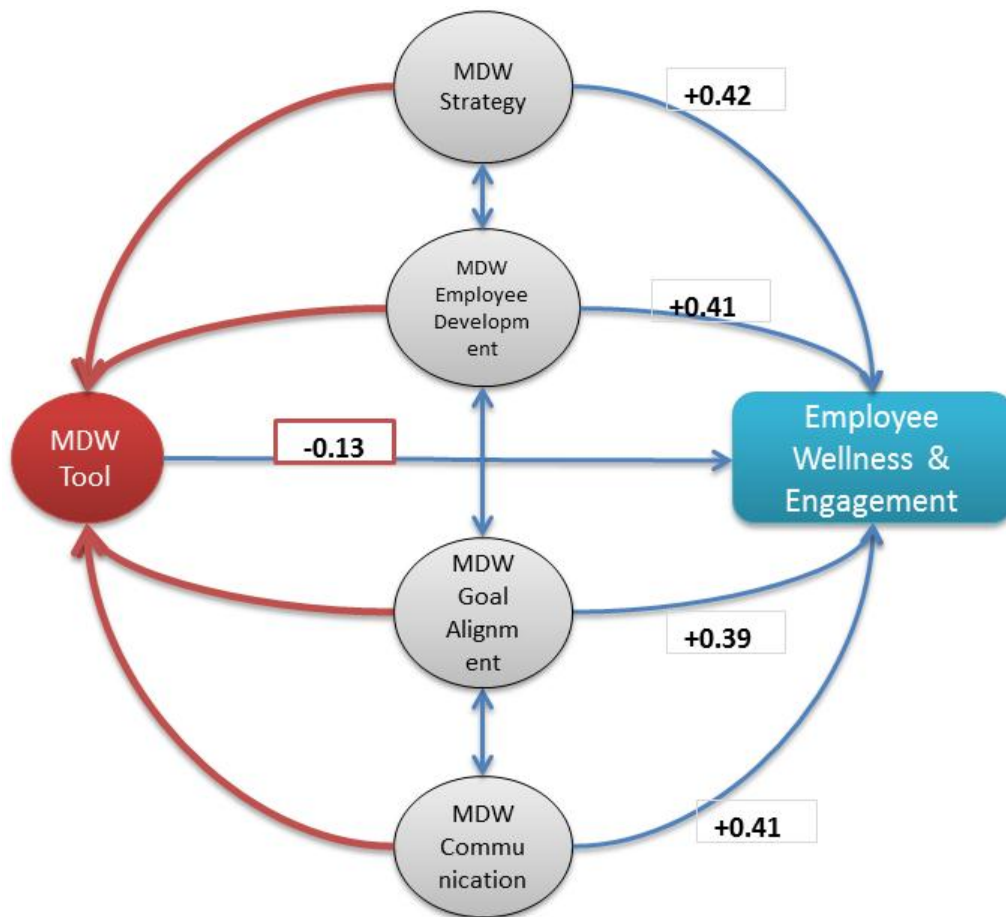 MDW
Strategy
+0.42
MDW
Employee
Developm
ent
+0.41
MDW
Tool
-0.13
Employee
Wellness &
Engagement
MDW
Goal
Alignm
ent
+0.39
MDW
Commu
nication
+0.41